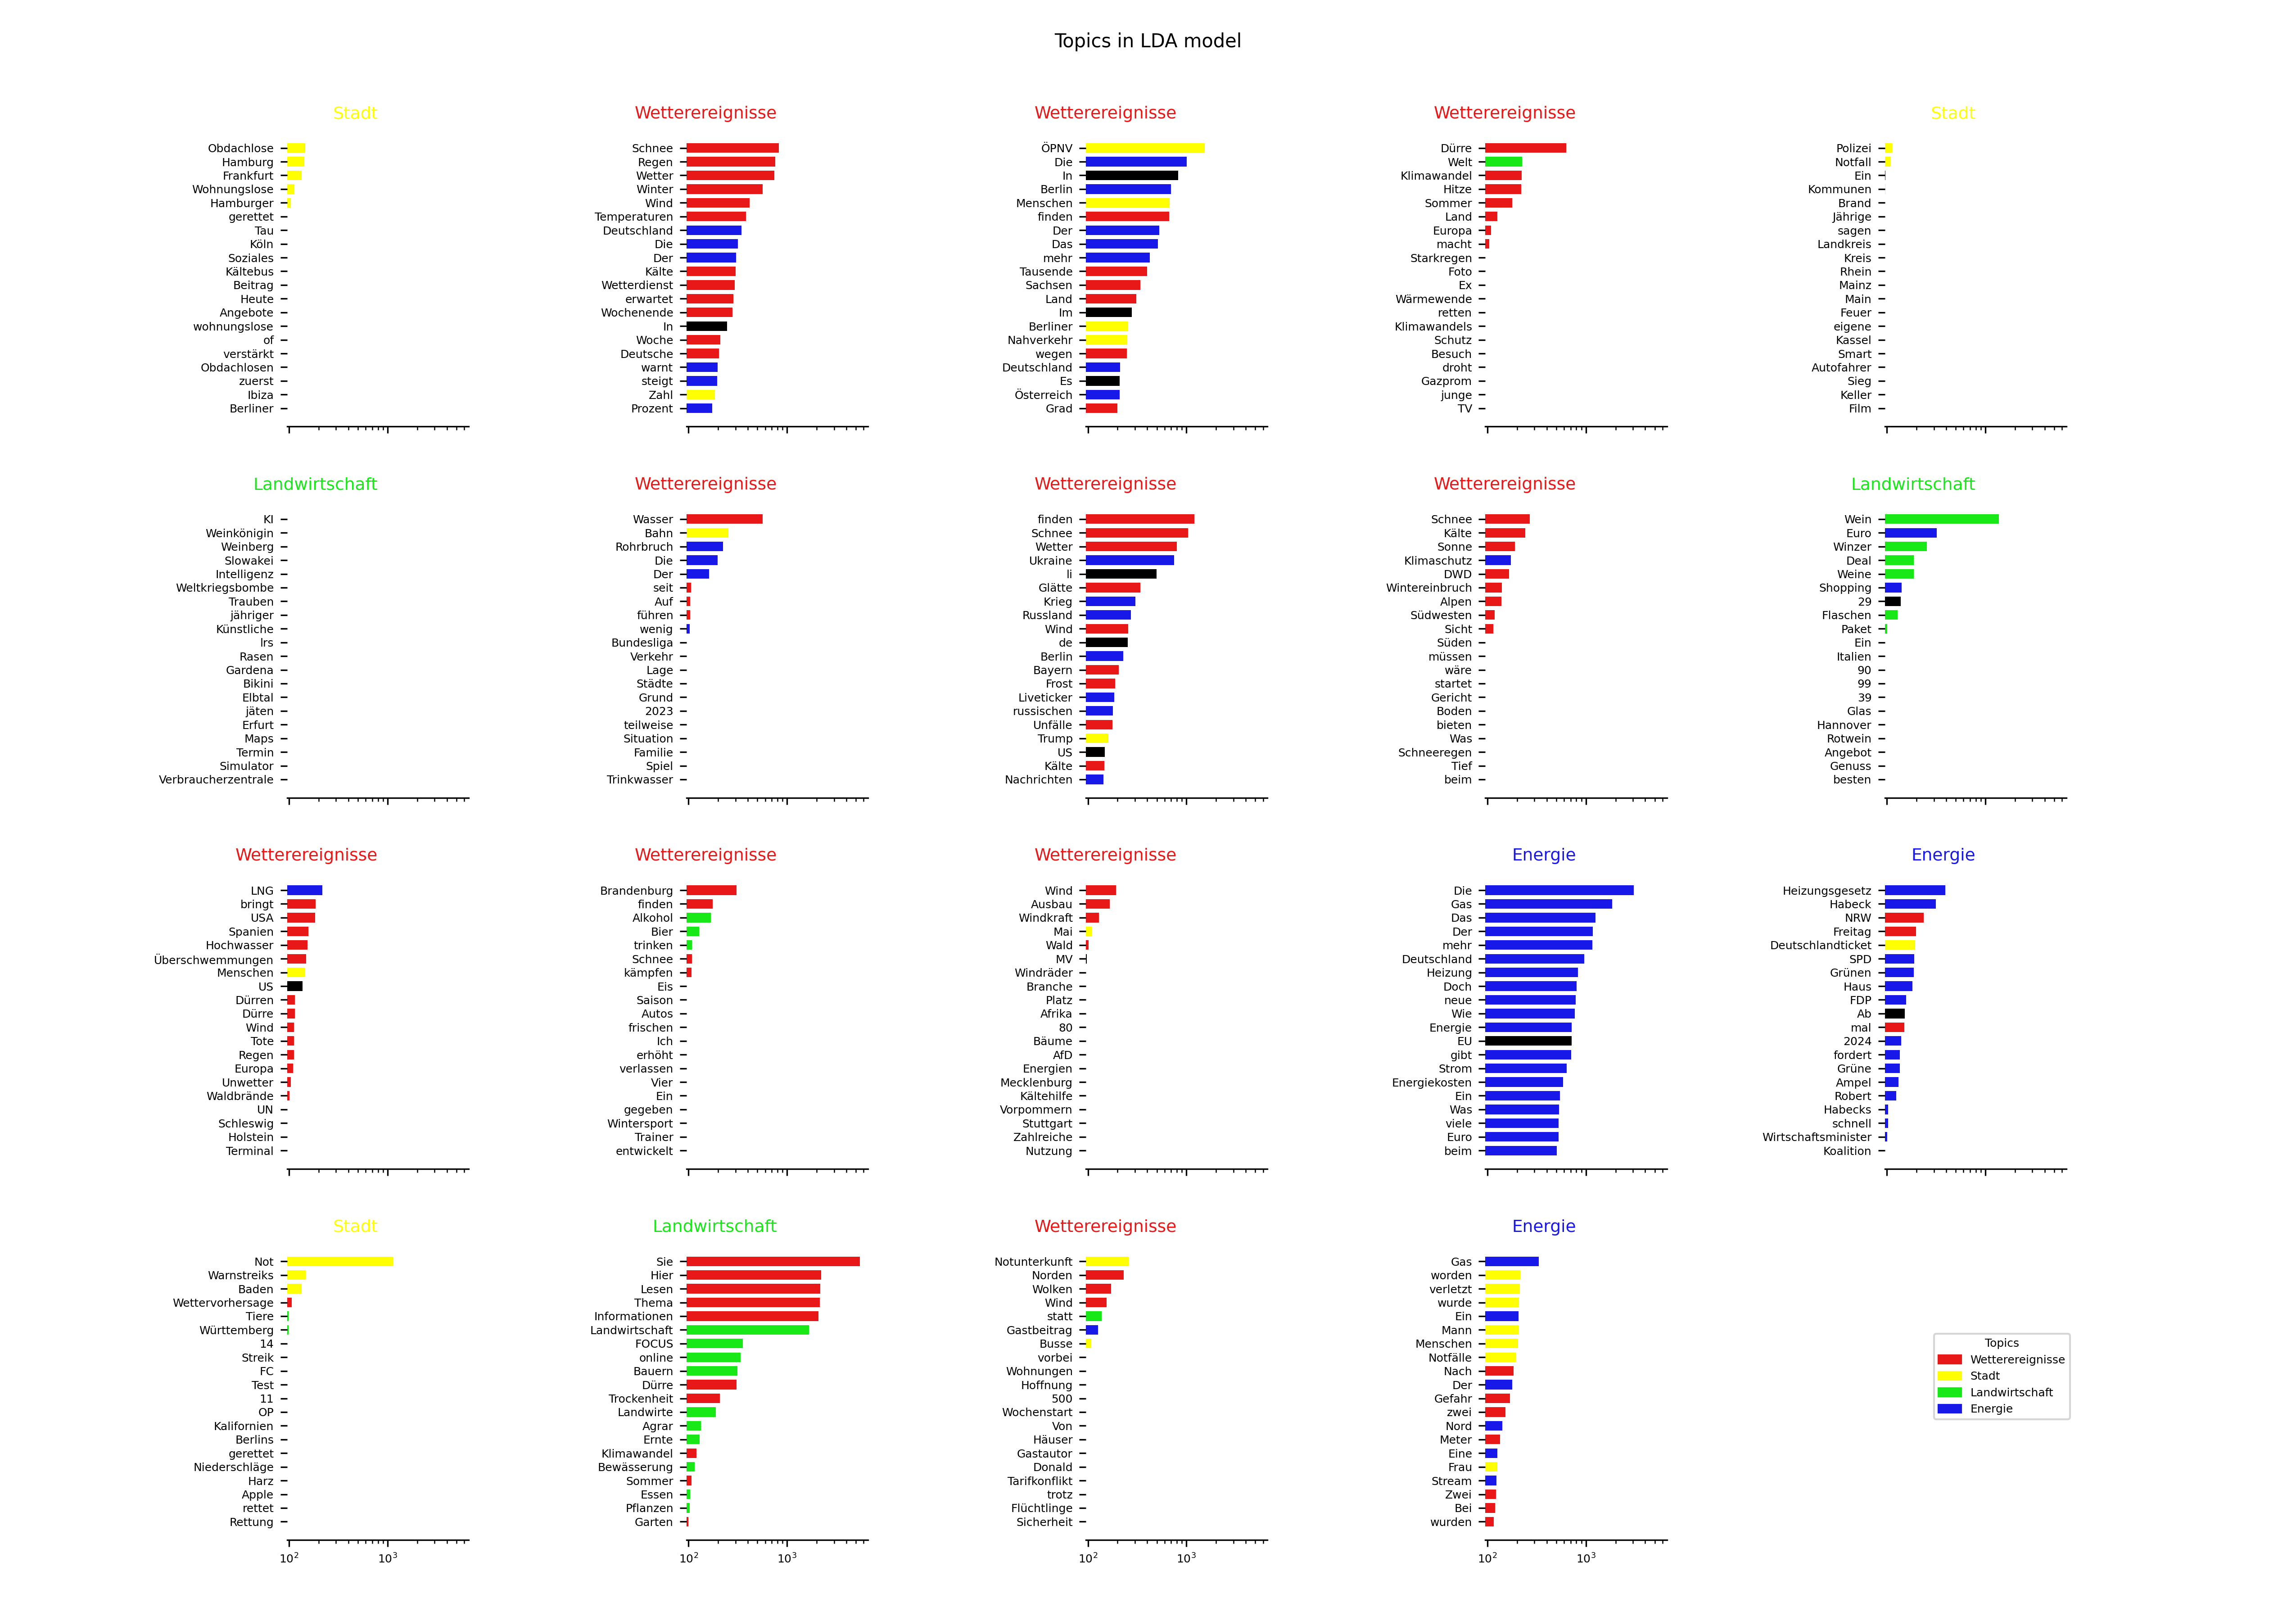 Topics in LDA model
Stadt
Obdachlose
Hamburg
Frankfurt
Wohnungslose
Hamburger
gerettet
Tau
Köln
Soziales
Kältebus
Beitrag
Heute
Angebote
wohnungslose
of
verstärkt
Obdachlosen
zuerst
Ibiza
Berliner
Wetterereignisse
Schnee
Regen
Wetter
Winter
Wind
Temperaturen
Deutschland
Die
Der
Kälte
Wetterdienst
erwartet
Wochenende
In
Woche
Deutsche
warnt
steigt
Zahl
Prozent
Wetterereignisse
ÖPNV
Die
In
Berlin
Menschen
finden
Der
Das
mehr
Tausende
Sachsen
Land
Im
Berliner
Nahverkehr
wegen
Deutschland
Es
Österreich
Grad
Wetterereignisse
Dürre
Welt
Klimawandel
Hitze
Sommer
Land
Europa
macht
Starkregen
Foto
Ex
Wärmewende
retten
Klimawandels
Schutz
Besuch
droht
Gazprom
junge
TV
Stadt
Polizei
Notfall
Ein
Kommunen
Brand
Jährige
sagen
Landkreis
Kreis
Rhein
Mainz
Main
Feuer
eigene
Kassel
Smart
Autofahrer
Sieg
Keller
Film
Landwirtschaft
KI
Weinkönigin
Weinberg
Slowakei
Intelligenz
Weltkriegsbombe
Trauben
jähriger
Künstliche
lrs
Rasen
Gardena
Bikini
Elbtal
jäten
Erfurt
Maps
Termin
Simulator
Verbraucherzentrale
Wetterereignisse
Wasser
Bahn
Rohrbruch
Die
Der
seit
Auf
führen
wenig
Bundesliga
Verkehr
Lage
Städte
Grund
2023
teilweise
Situation
Familie
Spiel
Trinkwasser
Wetterereignisse
finden
Schnee
Wetter
Ukraine
li
Glätte
Krieg
Russland
Wind
de
Berlin
Bayern
Frost
Liveticker
russischen
Unfälle
Trump
US
Kälte
Nachrichten
Wetterereignisse
Schnee
Kälte
Sonne
Klimaschutz
DWD
Wintereinbruch
Alpen
Südwesten
Sicht
Süden
müssen
wäre
startet
Gericht
Boden
bieten
Was
Schneeregen
Tief
beim
Landwirtschaft
Wein
Euro
Winzer
Deal
Weine
Shopping
29
Flaschen
Paket
Ein
Italien
90
99
39
Glas
Hannover
Rotwein
Angebot
Genuss
besten
Wetterereignisse
LNG
bringt
USA
Spanien
Hochwasser
Überschwemmungen
Menschen
US
Dürren
Dürre
Wind
Tote
Regen
Europa
Unwetter
Waldbrände
UN
Schleswig
Holstein
Terminal
Wetterereignisse
Brandenburg
finden
Alkohol
Bier
trinken
Schnee
kämpfen
Eis
Saison
Autos
frischen
Ich
erhöht
verlassen
Vier
Ein
gegeben
Wintersport
Trainer
entwickelt
Wetterereignisse
Wind
Ausbau
Windkraft
Mai
Wald
MV
Windräder
Branche
Platz
Afrika
80
Bäume
AfD
Energien
Mecklenburg
Kältehilfe
Vorpommern
Stuttgart
Zahlreiche
Nutzung
Energie
Die
Gas
Das
Der
mehr
Deutschland
Heizung
Doch
neue
Wie
Energie
EU
gibt
Strom
Energiekosten
Ein
Was
viele
Euro
beim
Energie
Heizungsgesetz
Habeck
NRW
Freitag
Deutschlandticket
SPD
Grünen
Haus
FDP
Ab
mal
2024
fordert
Grüne
Ampel
Robert
Habecks
schnell
Wirtschaftsminister
Koalition
Stadt
Not
Warnstreiks
Baden
Wettervorhersage
Tiere
Württemberg
14
Streik
FC
Test
11
OP
Kalifornien
Berlins
gerettet
Niederschläge
Harz
Apple
rettet
Rettung
10² 10³
Landwirtschaft
Sie
Hier
Lesen
Thema
Informationen
Landwirtschaft
FOCUS
online
Bauern
Dürre
Trockenheit
Landwirte
Agrar
Ernte
Klimawandel
Bewässerung
Sommer
Essen
Pflanzen
Garten
10² 10³
Wetterereignisse
Notunterkunft
Norden
Wolken
Wind
statt
Gastbeitrag
Busse
vorbei
Wohnungen
Hoffnung
500
Wochenstart
Von
Häuser
Gastautor
Donald
Tarifkonflikt
trotz
Flüchtlinge
Sicherheit
10² 10³
Energie
Gas
worden
verletzt
wurde
Ein
Mann
Menschen
Notfälle
Nach
Der
Gefahr
zwei
Nord
Meter
Eine
Frau
Stream
Zwei
Bei
wurden
10² 10³
Topics
Wetterereignisse
Stadt
Landwirtschaft
Energie